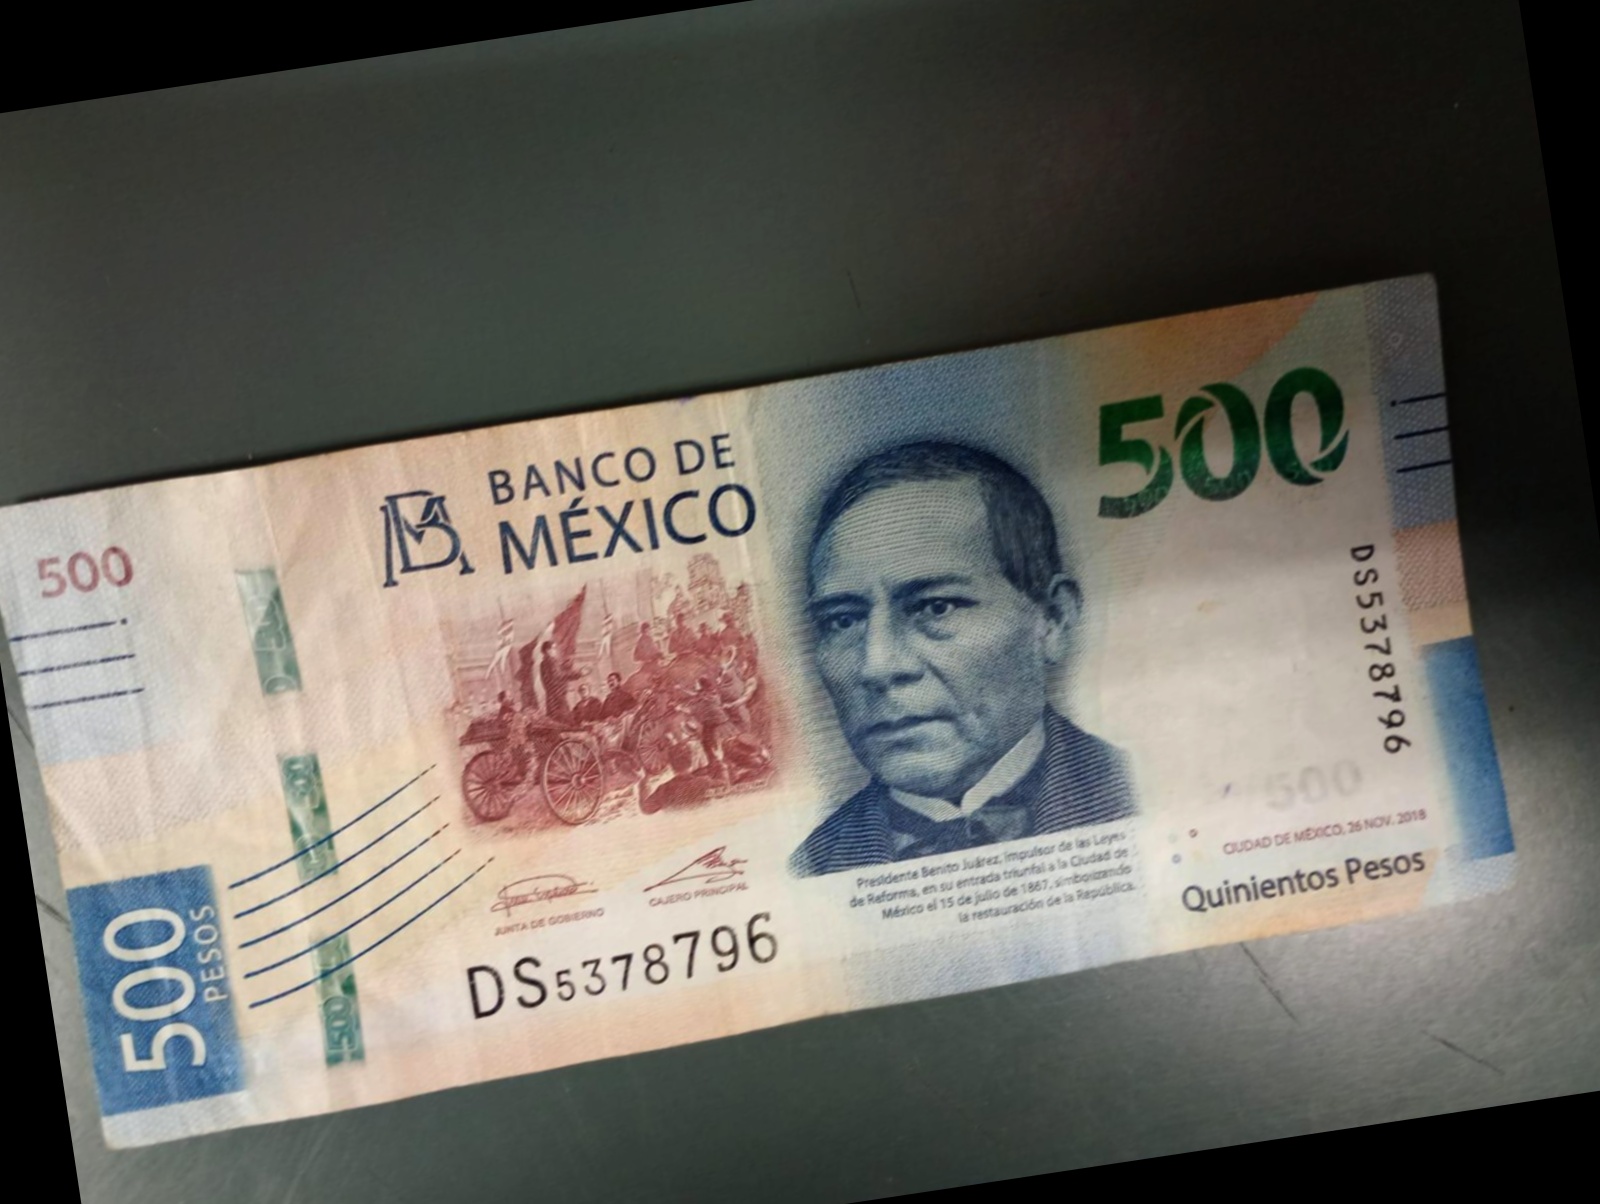 BANCO DE
MÉXICO
500
500
DS5378796
500
CIUDAD DE MÉXICO, 26 NOV. 2018
Quinientos Pesos
Presidente Benito Juárez, impulsor de las Leyes
de Reforma, en su entrada triunfal a la Ciudad de
México el 15 de julio de 1867, simbolizando
la restauración de la República.
JUNTA DE GOBIERNO
CAJERO PRINCIPAL
DS5378796
500
PESOS
500